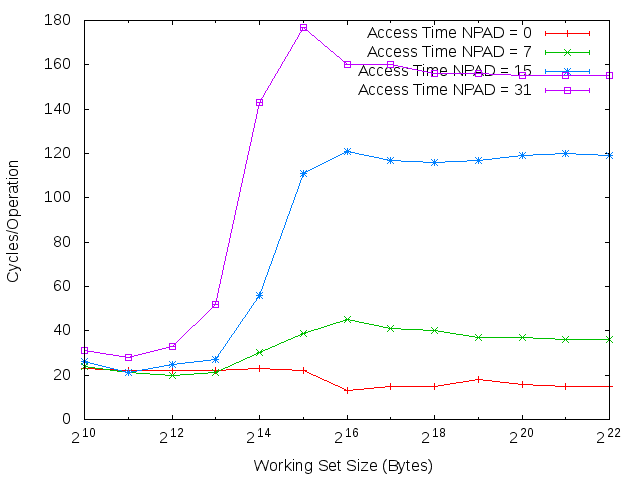 180
160
140
120
100
80
60
40
20
0
Cycles/Operation
Access Time NPAD = 0
Access Time NPAD = 7
Access Time NPAD = 15
Access Time NPAD = 31
2^10 2^12 2^14 2^16 2^18 2^20 2^22
Working Set Size (Bytes)